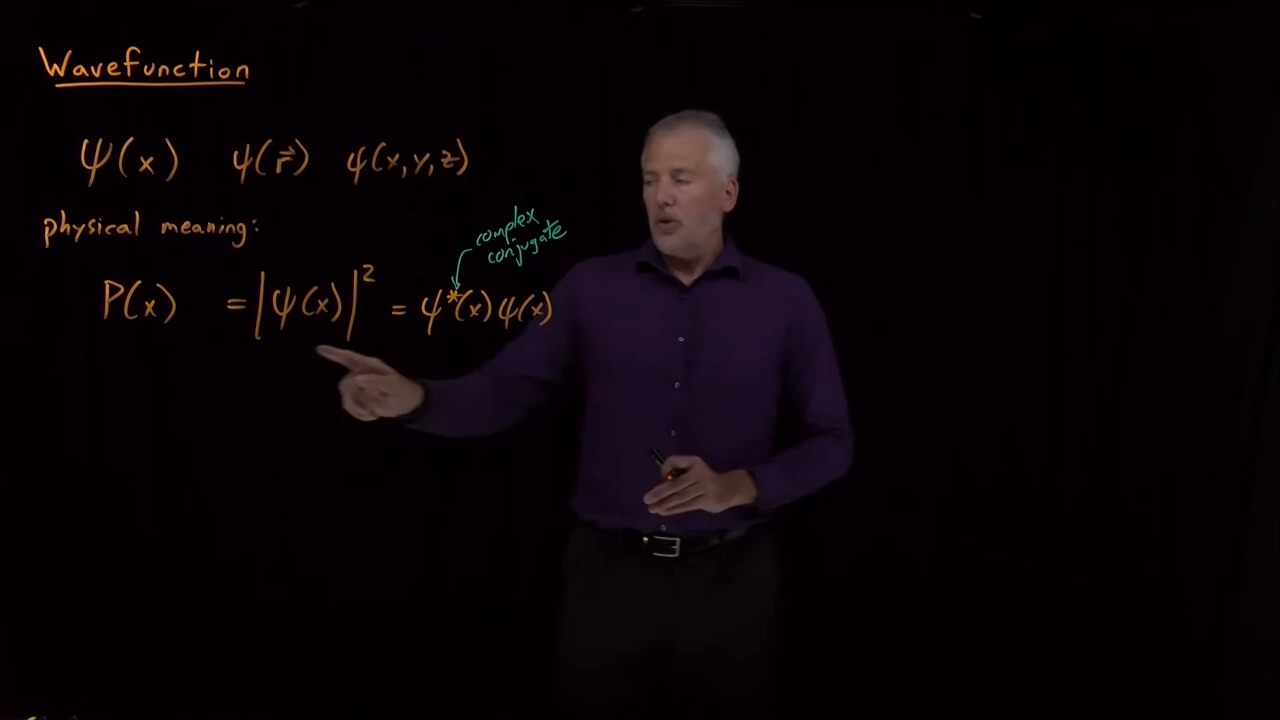 Wavefunction
ψ(x) ψ(r⃗) ψ(x,y,z)
physical meaning:
complex
conjugate
P(x) = |ψ(x)|² = ψ*(x) ψ(x)